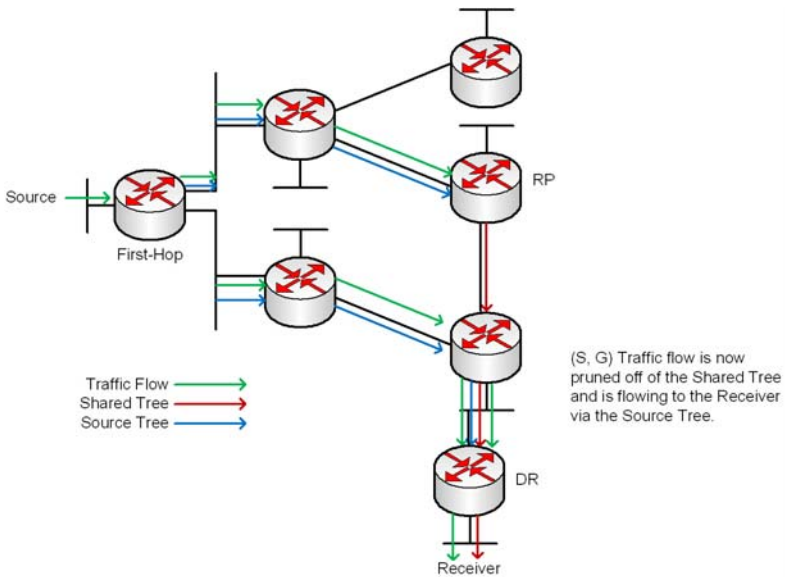 RP
Source
First-Hop
Traffic Flow
Shared Tree
Source Tree
(S, G) Traffic flow is now
pruned off of the Shared Tree
and is flowing to the Receiver
via the Source Tree.
DR
Receiver